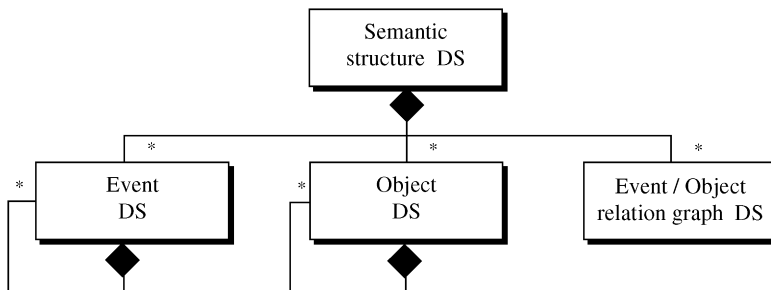 Semantic
structure DS
* * *
* Event * Object Event / Object
DS DS relation graph DS